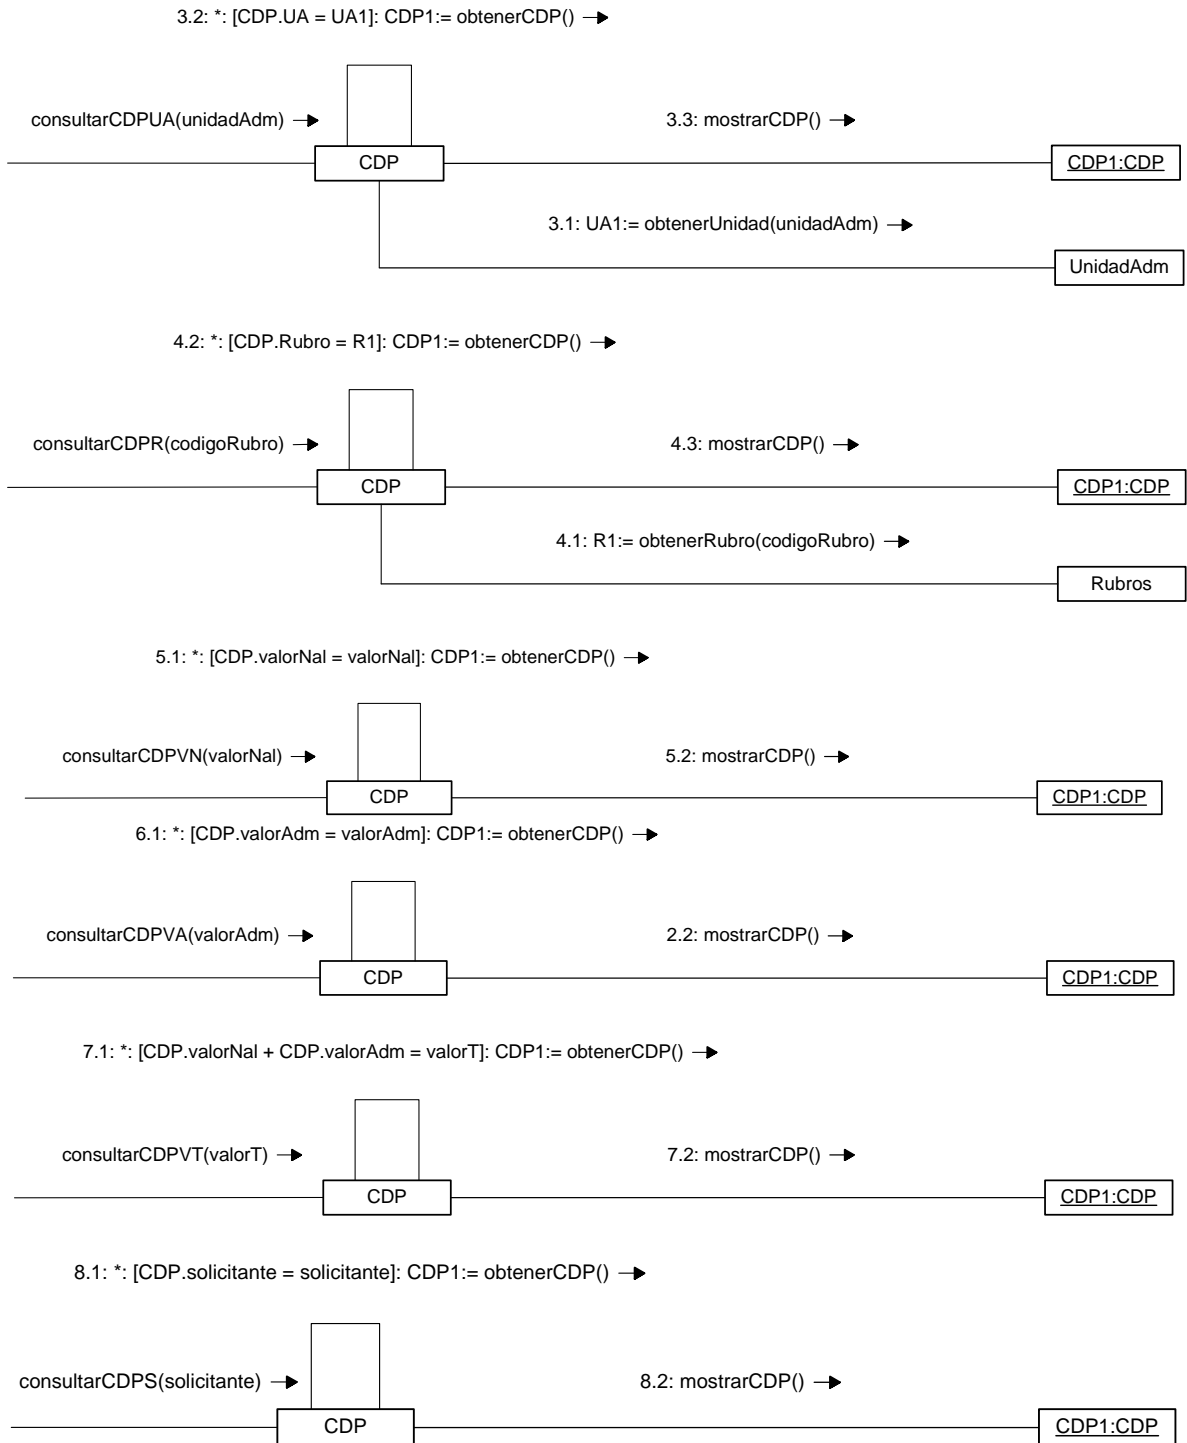 3.2: *: [CDP.UA = UA1]: CDP1:= obtenerCDP()
consultarCDPUA(unidadAdm)
3.3: mostrarCDP()
CDP
CDP1:CDP
3.1: UA1:= obtenerUnidad(unidadAdm)
UnidadAdm
4.2: *: [CDP.Rubro = R1]: CDP1:= obtenerCDP()
consultarCDPR(codigoRubro)
4.3: mostrarCDP()
CDP
CDP1:CDP
4.1: R1:= obtenerRubro(codigoRubro)
Rubros
5.1: *: [CDP.valorNal = valorNal]: CDP1:= obtenerCDP()
consultarCDPVN(valorNal)
5.2: mostrarCDP()
CDP
CDP1:CDP
6.1: *: [CDP.valorAdm = valorAdm]: CDP1:= obtenerCDP()
consultarCDPVA(valorAdm)
2.2: mostrarCDP()
CDP
CDP1:CDP
7.1: *: [CDP.valorNal + CDP.valorAdm = valorT]: CDP1:= obtenerCDP()
consultarCDPVT(valorT)
7.2: mostrarCDP()
CDP
CDP1:CDP
8.1: *: [CDP.solicitante = solicitante]: CDP1:= obtenerCDP()
consultarCDPS(solicitante)
8.2: mostrarCDP()
CDP
CDP1:CDP